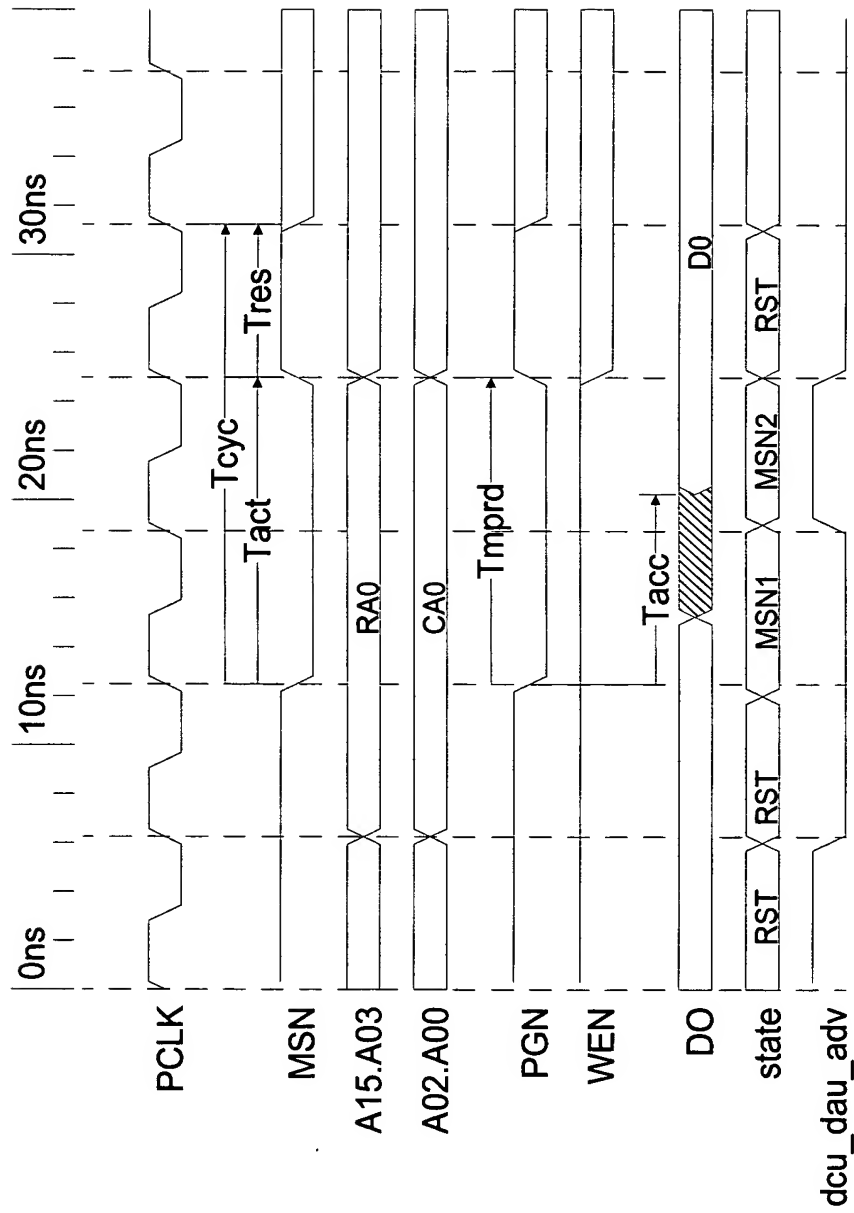 0ns 10ns 20ns 30ns
PCLK
Tcyc
Tact Tres
MSN
A15.A03 RA0
A02.A00 CA0
Tmprd
PGN
WEN
Tacc
DO D0
state RST RST MSN1 MSN2 RST
dcu_dau_adv